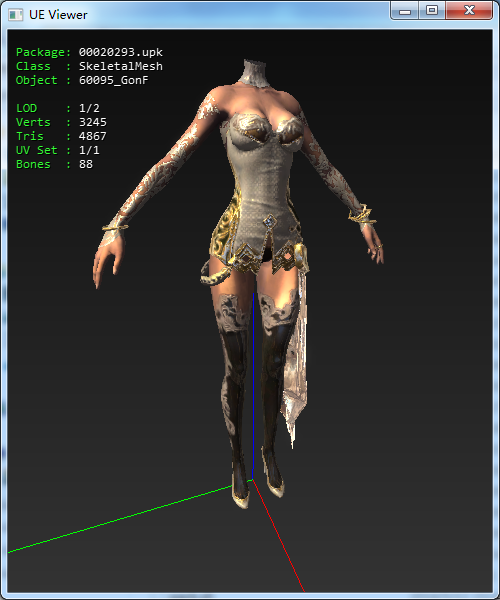 UE Viewer
Package: 00020293.upk
Class  : SkeletalMesh
Object : 60095_GonF
LOD    : 1/2
Verts  : 3245
Tris   : 4867
UV Set : 1/1
Bones  : 88